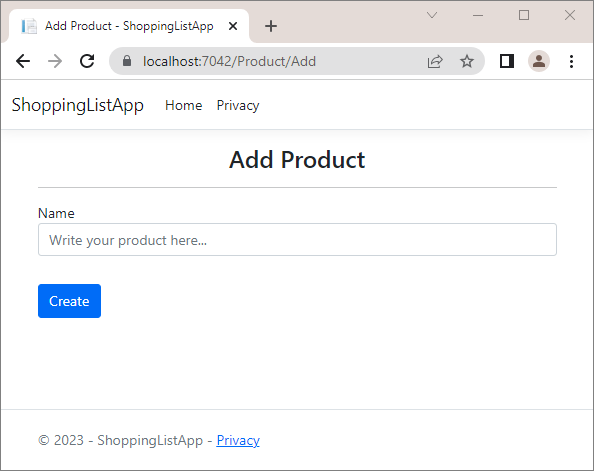 Add Product - ShoppingListApp
localhost:7042/Product/Add
ShoppingListApp Home Privacy
Add Product
Name
Write your product here...
Create
© 2023 - ShoppingListApp - Privacy